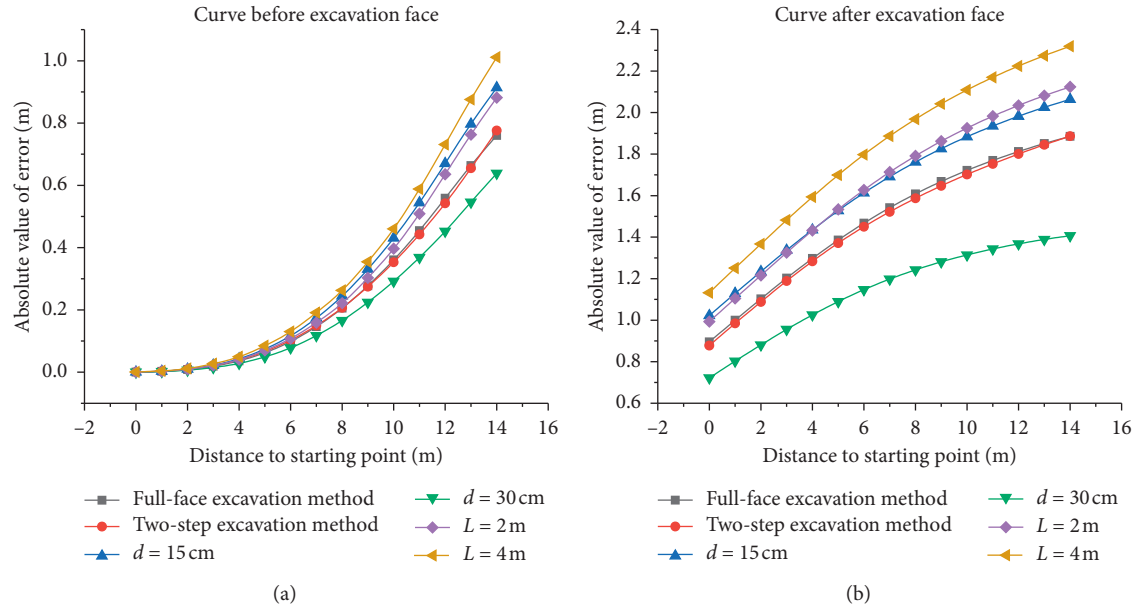 Curve before excavation face
1.0
0.8
0.6
0.4
0.2
0.0
Absolute value of error (m)
−2 0 2 4 6 8 10 12 14 16
Distance to starting point (m)
Full-face excavation method
Two-step excavation method
d = 15 cm
d = 30 cm
L = 2 m
L = 4 m
(a)
Curve after excavation face
2.4
2.2
2.0
1.8
1.6
1.4
1.2
1.0
0.8
0.6
Absolute value of error (m)
−2 0 2 4 6 8 10 12 14 16
Distance to starting point (m)
Full-face excavation method
Two-step excavation method
d = 15 cm
d = 30 cm
L = 2 m
L = 4 m
(b)